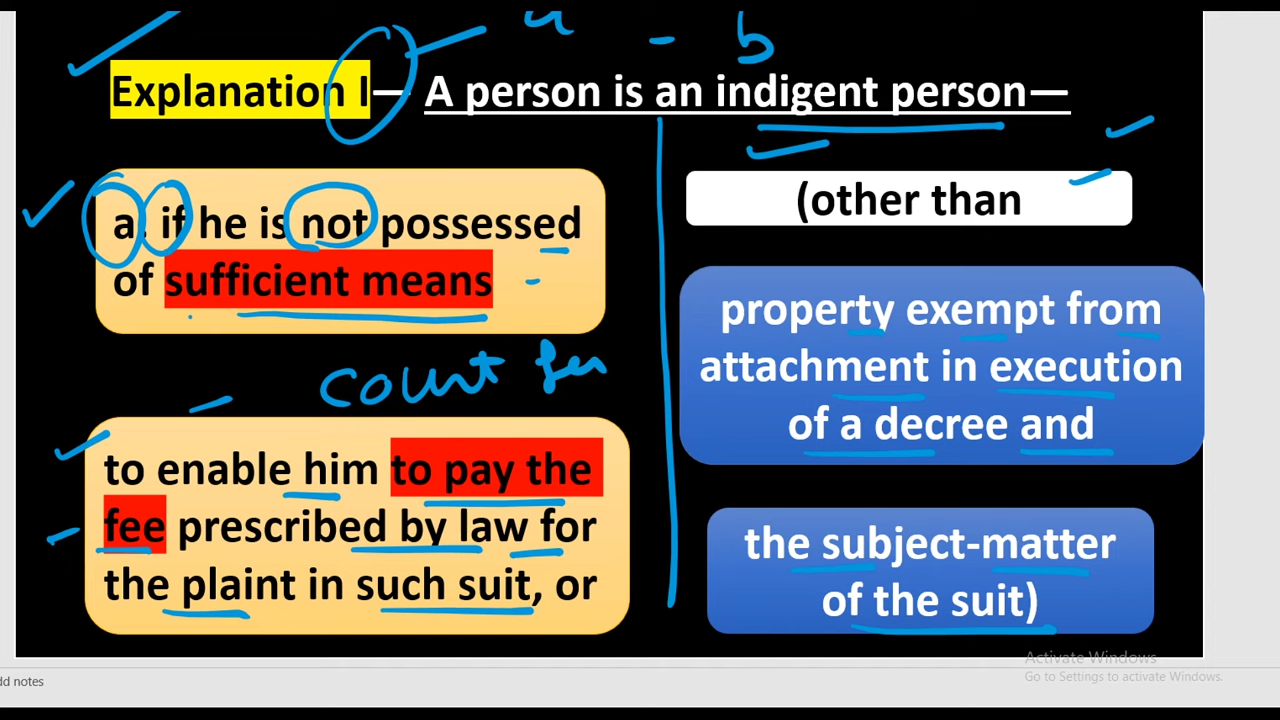 a - b
Explanation I— A person is an indigent person—
a. if he is not possessed
of sufficient means
(other than
property exempt from
attachment in execution
of a decree and
count fee
to enable him to pay the
fee prescribed by law for
the plaint in such suit, or
the subject-matter
of the suit)
Activate Windows
Go to Settings to activate Windows.
dd notes